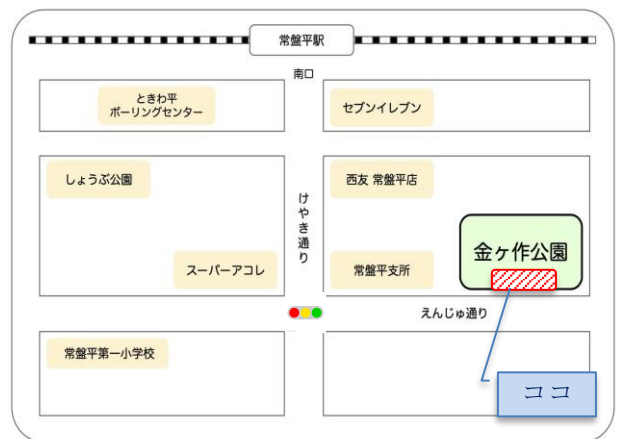 常盤平駅
南口
ときわ平
ボーリングセンター
セブンイレブン
しょうぶ公園
西友 常盤平店
けやき通り
金ヶ作公園
スーパーアコレ
常盤平支所
えんじゅ通り
常盤平第一小学校
ココ